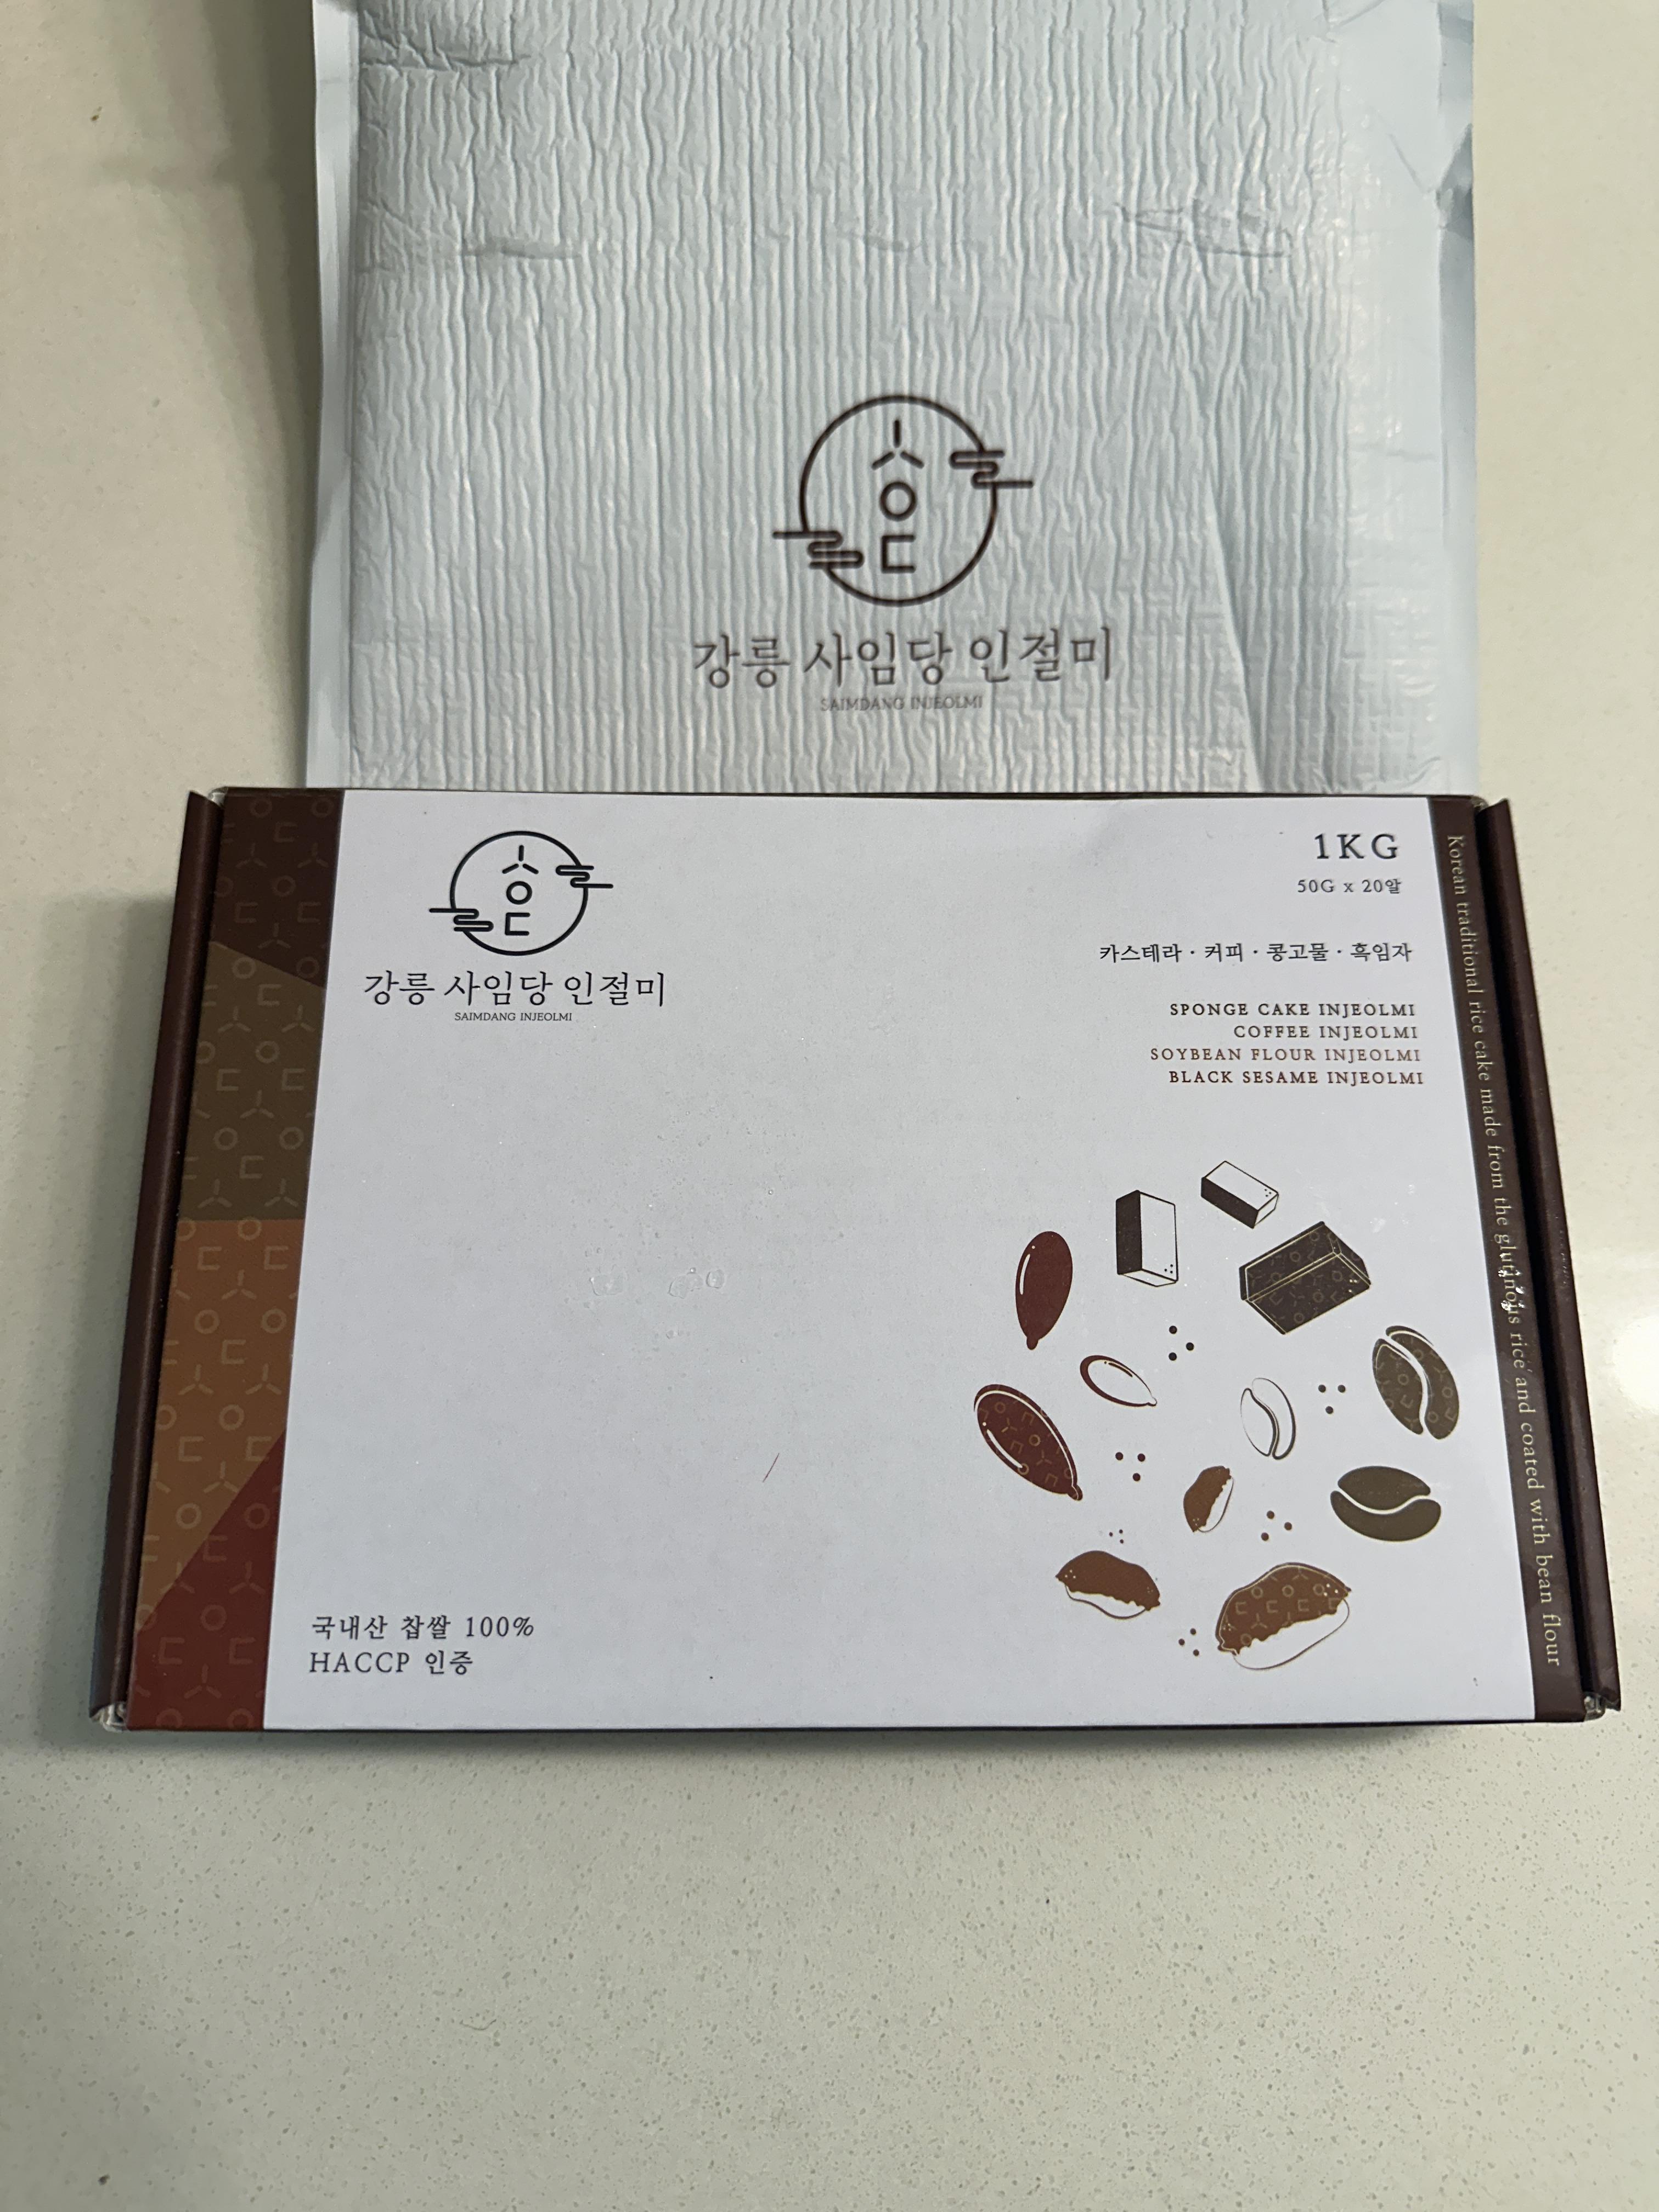 강릉 사임당 인절미
SAIMDANG INJEOLMI
강릉 사임당 인절미
SAIMDANG INJEOLMI
1KG
50G x 20알
카스테라 · 커피 · 콩고물 · 흑임자
SPONGE CAKE INJEOLMI
COFFEE INJEOLMI
SOYBEAN FLOUR INJEOLMI
BLACK SESAME INJEOLMI
국내산 찹쌀 100%
HACCP 인증
Korean traditional rice cake made from the glutinous rice and coated with bean flour